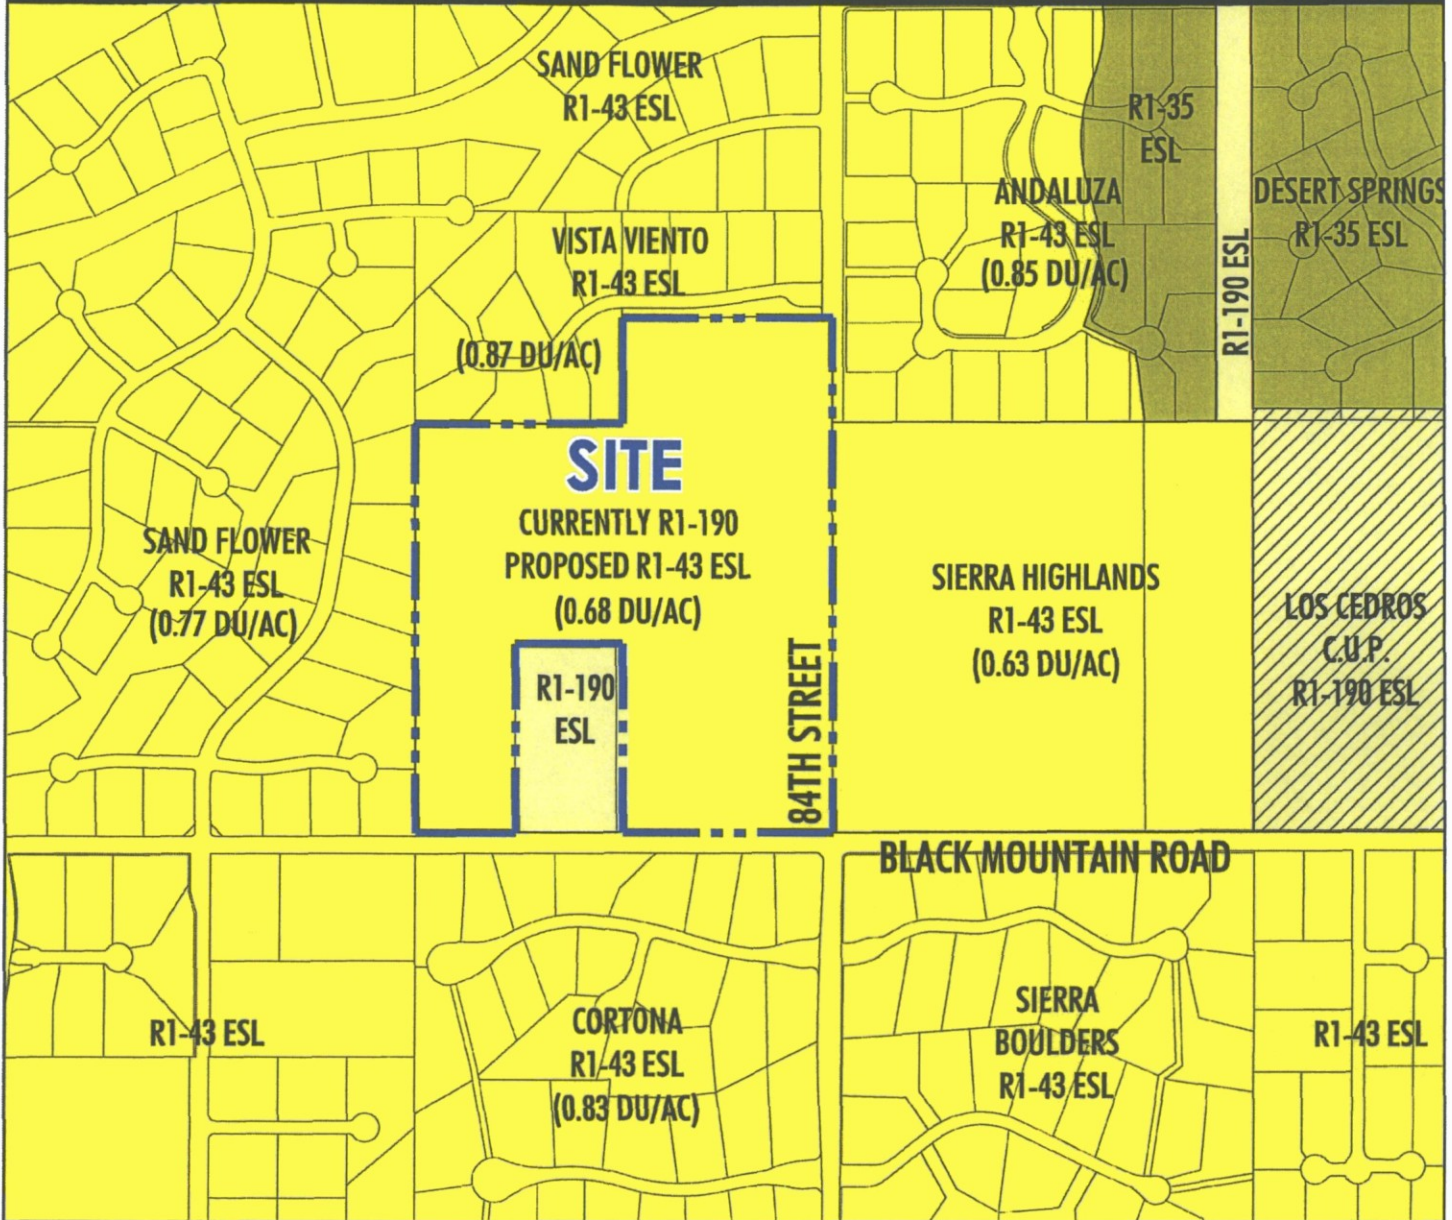 SAND FLOWER
R1-43 ESL
R1-35
ESL
ANDALUZA
R1-43 ESL
(0.85 DU/AC)
DESERT SPRINGS
R1-35 ESL
R1-190 ESL
VISTA VIENTO
R1-43 ESL
(0.87 DU/AC)
SITE
CURRENTLY R1-190
PROPOSED R1-43 ESL
(0.68 DU/AC)
SAND FLOWER
R1-43 ESL
(0.77 DU/AC)
SIERRA HIGHLANDS
R1-43 ESL
(0.63 DU/AC)
LOS CEDROS
C.U.P.
R1-190 ESL
R1-190
ESL
84TH STREET
BLACK MOUNTAIN ROAD
R1-43 ESL
CORTONA
R1-43 ESL
(0.83 DU/AC)
SIERRA
BOULDERS
R1-43 ESL
R1-43 ESL